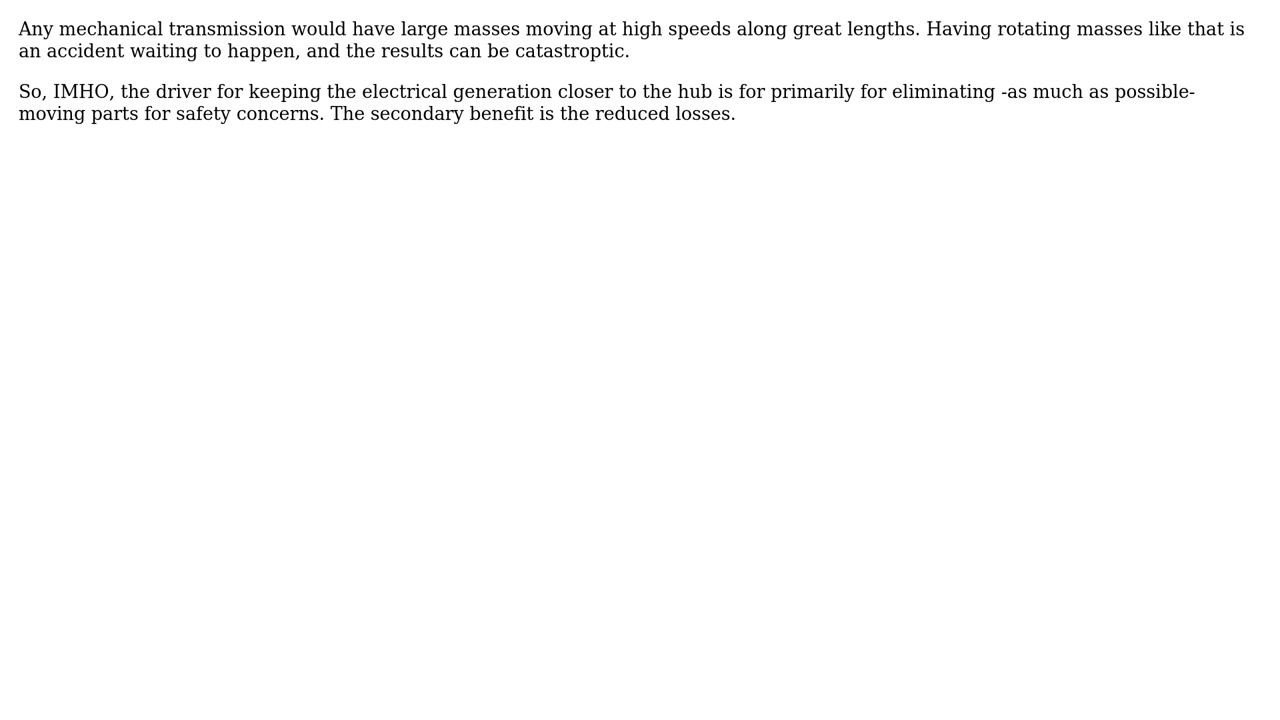 Any mechanical transmission would have large masses moving at high speeds along great lengths. Having rotating masses like that is
an accident waiting to happen, and the results can be catastroptic.
So, IMHO, the driver for keeping the electrical generation closer to the hub is for primarily for eliminating -as much as possible-
moving parts for safety concerns. The secondary benefit is the reduced losses.